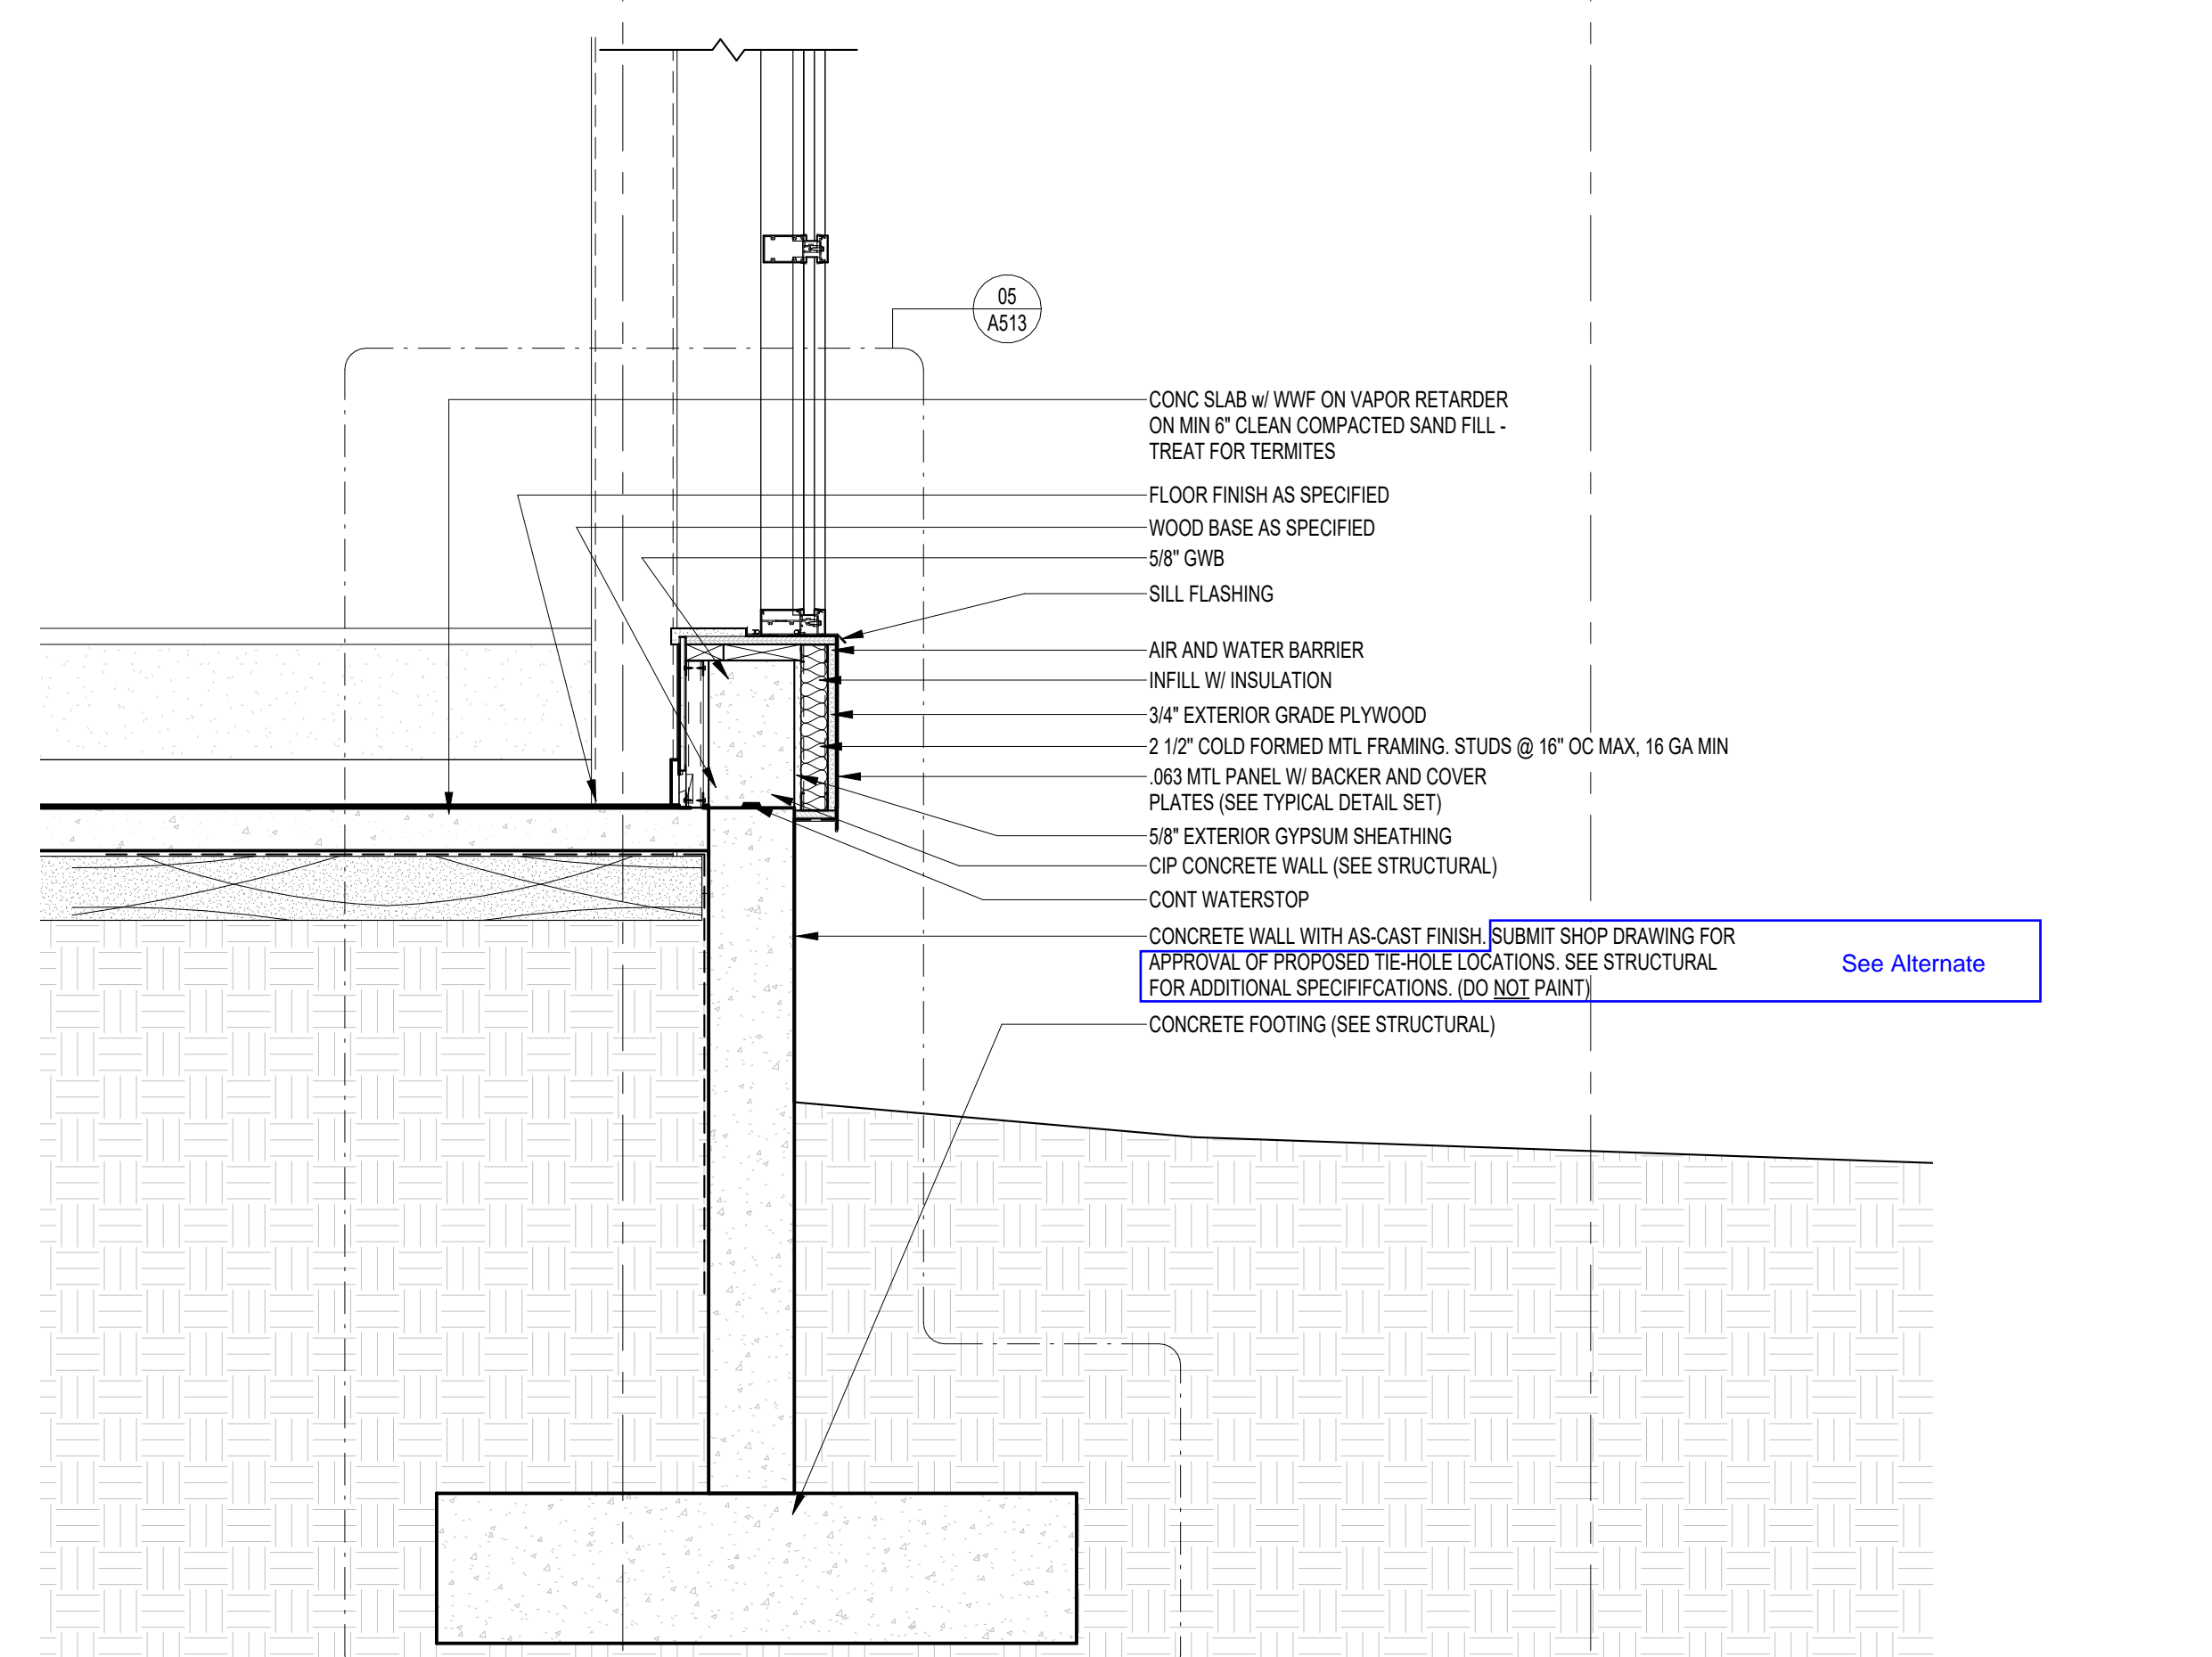 05
A513
CONC SLAB w/ WWF ON VAPOR RETARDER
ON MIN 6" CLEAN COMPACTED SAND FILL -
TREAT FOR TERMITES
FLOOR FINISH AS SPECIFIED
WOOD BASE AS SPECIFIED
5/8" GWB
SILL FLASHING
AIR AND WATER BARRIER
INFILL W/ INSULATION
3/4" EXTERIOR GRADE PLYWOOD
2 1/2" COLD FORMED MTL FRAMING. STUDS @ 16" OC MAX, 16 GA MIN
.063 MTL PANEL W/ BACKER AND COVER
PLATES (SEE TYPICAL DETAIL SET)
5/8" EXTERIOR GYPSUM SHEATHING
CIP CONCRETE WALL (SEE STRUCTURAL)
CONT WATERSTOP
CONCRETE WALL WITH AS-CAST FINISH. SUBMIT SHOP DRAWING FOR
APPROVAL OF PROPOSED TIE-HOLE LOCATIONS. SEE STRUCTURAL
FOR ADDITIONAL SPECIFIFCATIONS. (DO NOT PAINT)
See Alternate
CONCRETE FOOTING (SEE STRUCTURAL)